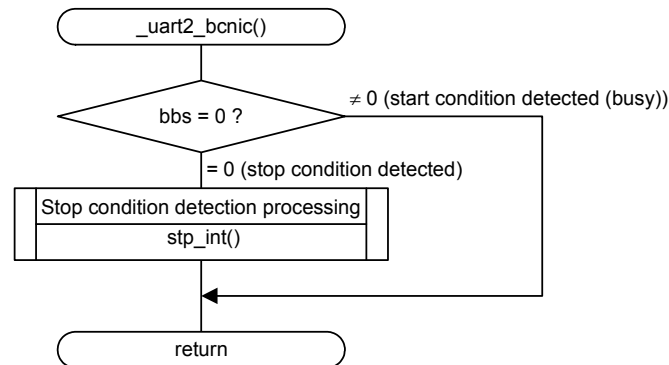 _uart2_bcnic()
≠ 0 (start condition detected (busy))
bbs = 0 ?
= 0 (stop condition detected)
Stop condition detection processing
stp_int()
return